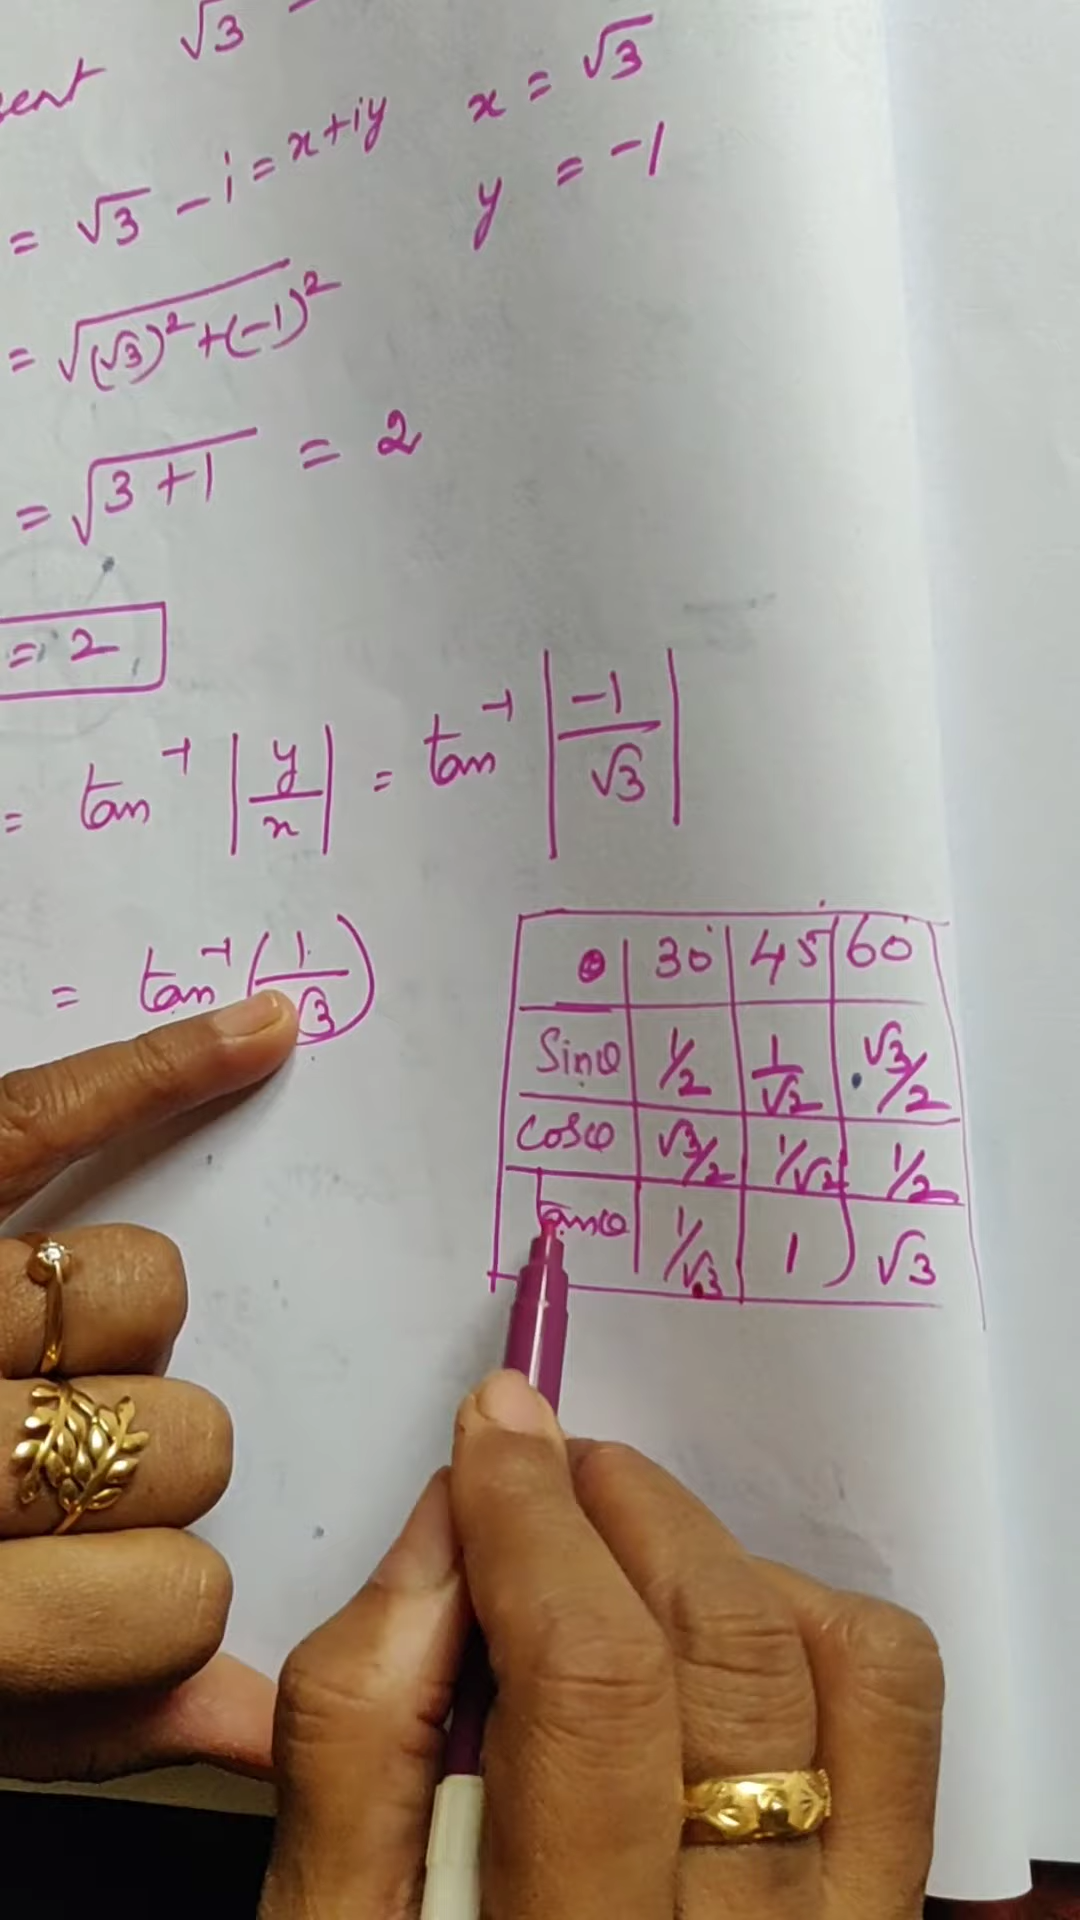 √3
= √3 - i = x+iy
x = √3
y = -1
= √(√3)²+(-1)²
= √3+1 = 2
= 2
= tan⁻¹ |y/x| = tan⁻¹ |-1/√3|
= tan⁻¹ (1/√3)
θ 30° 45° 60°
Sinθ 1/2 1/√2 √3/2
cosθ √3/2 1/√2 1/2
tanθ 1/√3 1 √3